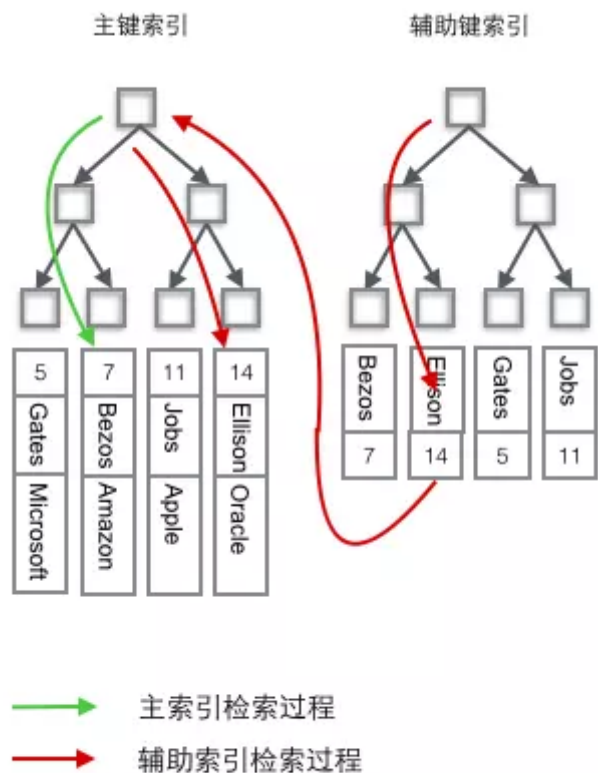 主键索引
辅助键索引
5
Gates
Microsoft
7
Bezos
Amazon
11
Jobs
Apple
14
Ellison
Oracle
Bezos
7
Ellison
14
Gates
5
Jobs
11
主索引检索过程
辅助索引检索过程